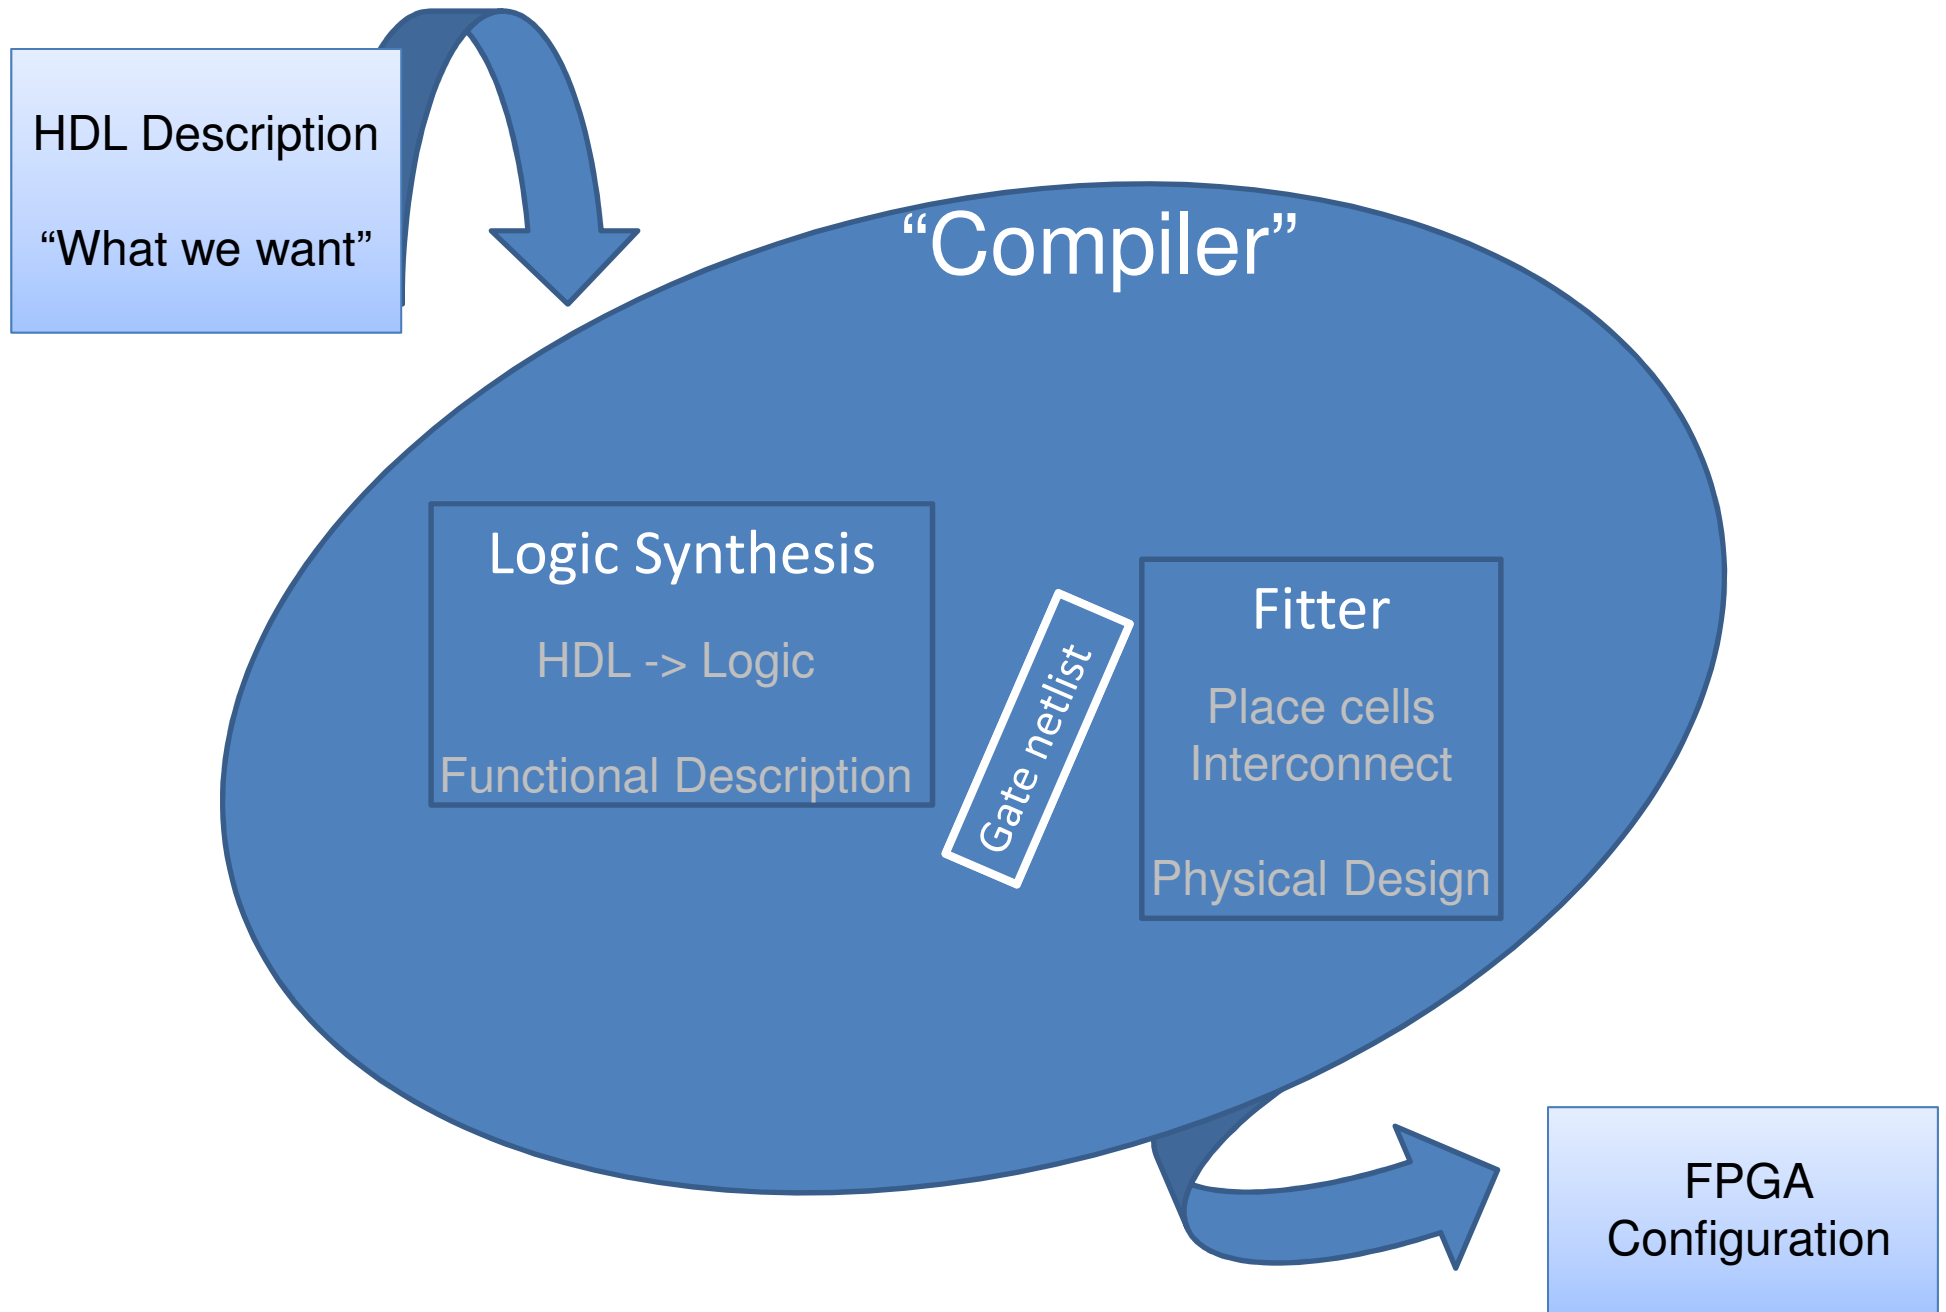 HDL Description
“What we want”
“Compiler”
Logic Synthesis
HDL -> Logic
Functional Description
Gate netlist
Fitter
Place cells
Interconnect
Physical Design
FPGA
Configuration